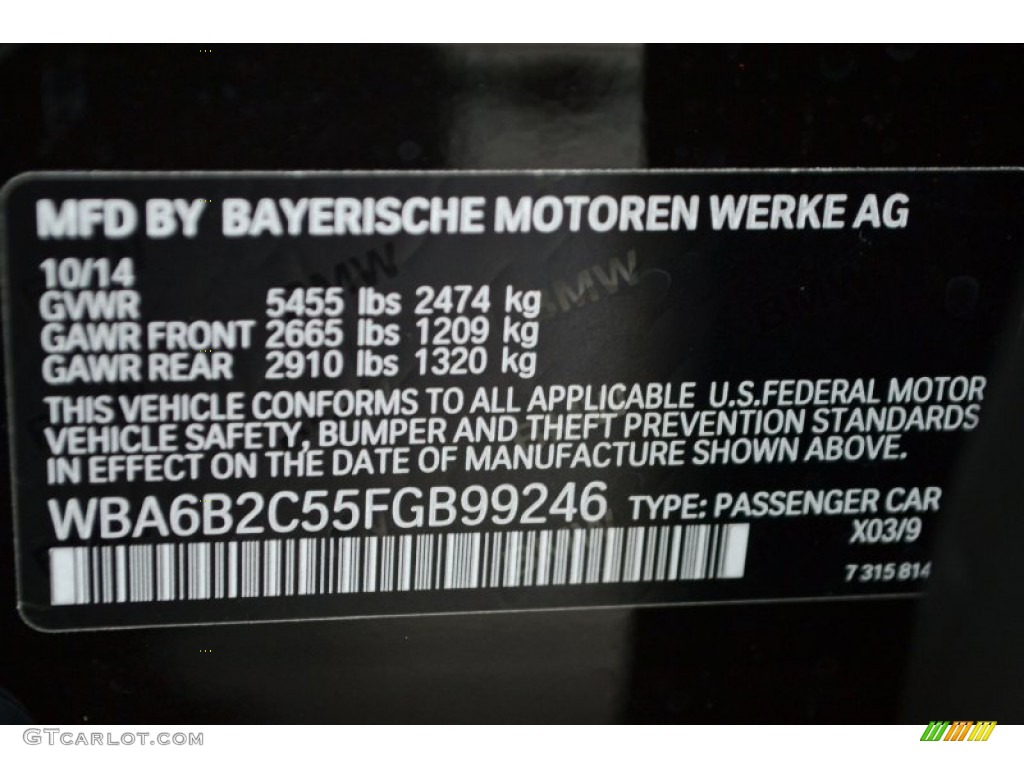 MFD BY BAYERISCHE MOTOREN WERKE AG
10/14
GVWR 5455 lbs 2474 kg
GAWR FRONT 2665 lbs 1209 kg
GAWR REAR 2910 lbs 1320 kg
THIS VEHICLE CONFORMS TO ALL APPLICABLE U.S.FEDERAL MOTOR
VEHICLE SAFETY, BUMPER AND THEFT PREVENTION STANDARDS
IN EFFECT ON THE DATE OF MANUFACTURE SHOWN ABOVE.
WBA6B2C55FGB99246 TYPE: PASSENGER CAR
X03/9
7 315 814
GTCARLOT.COM